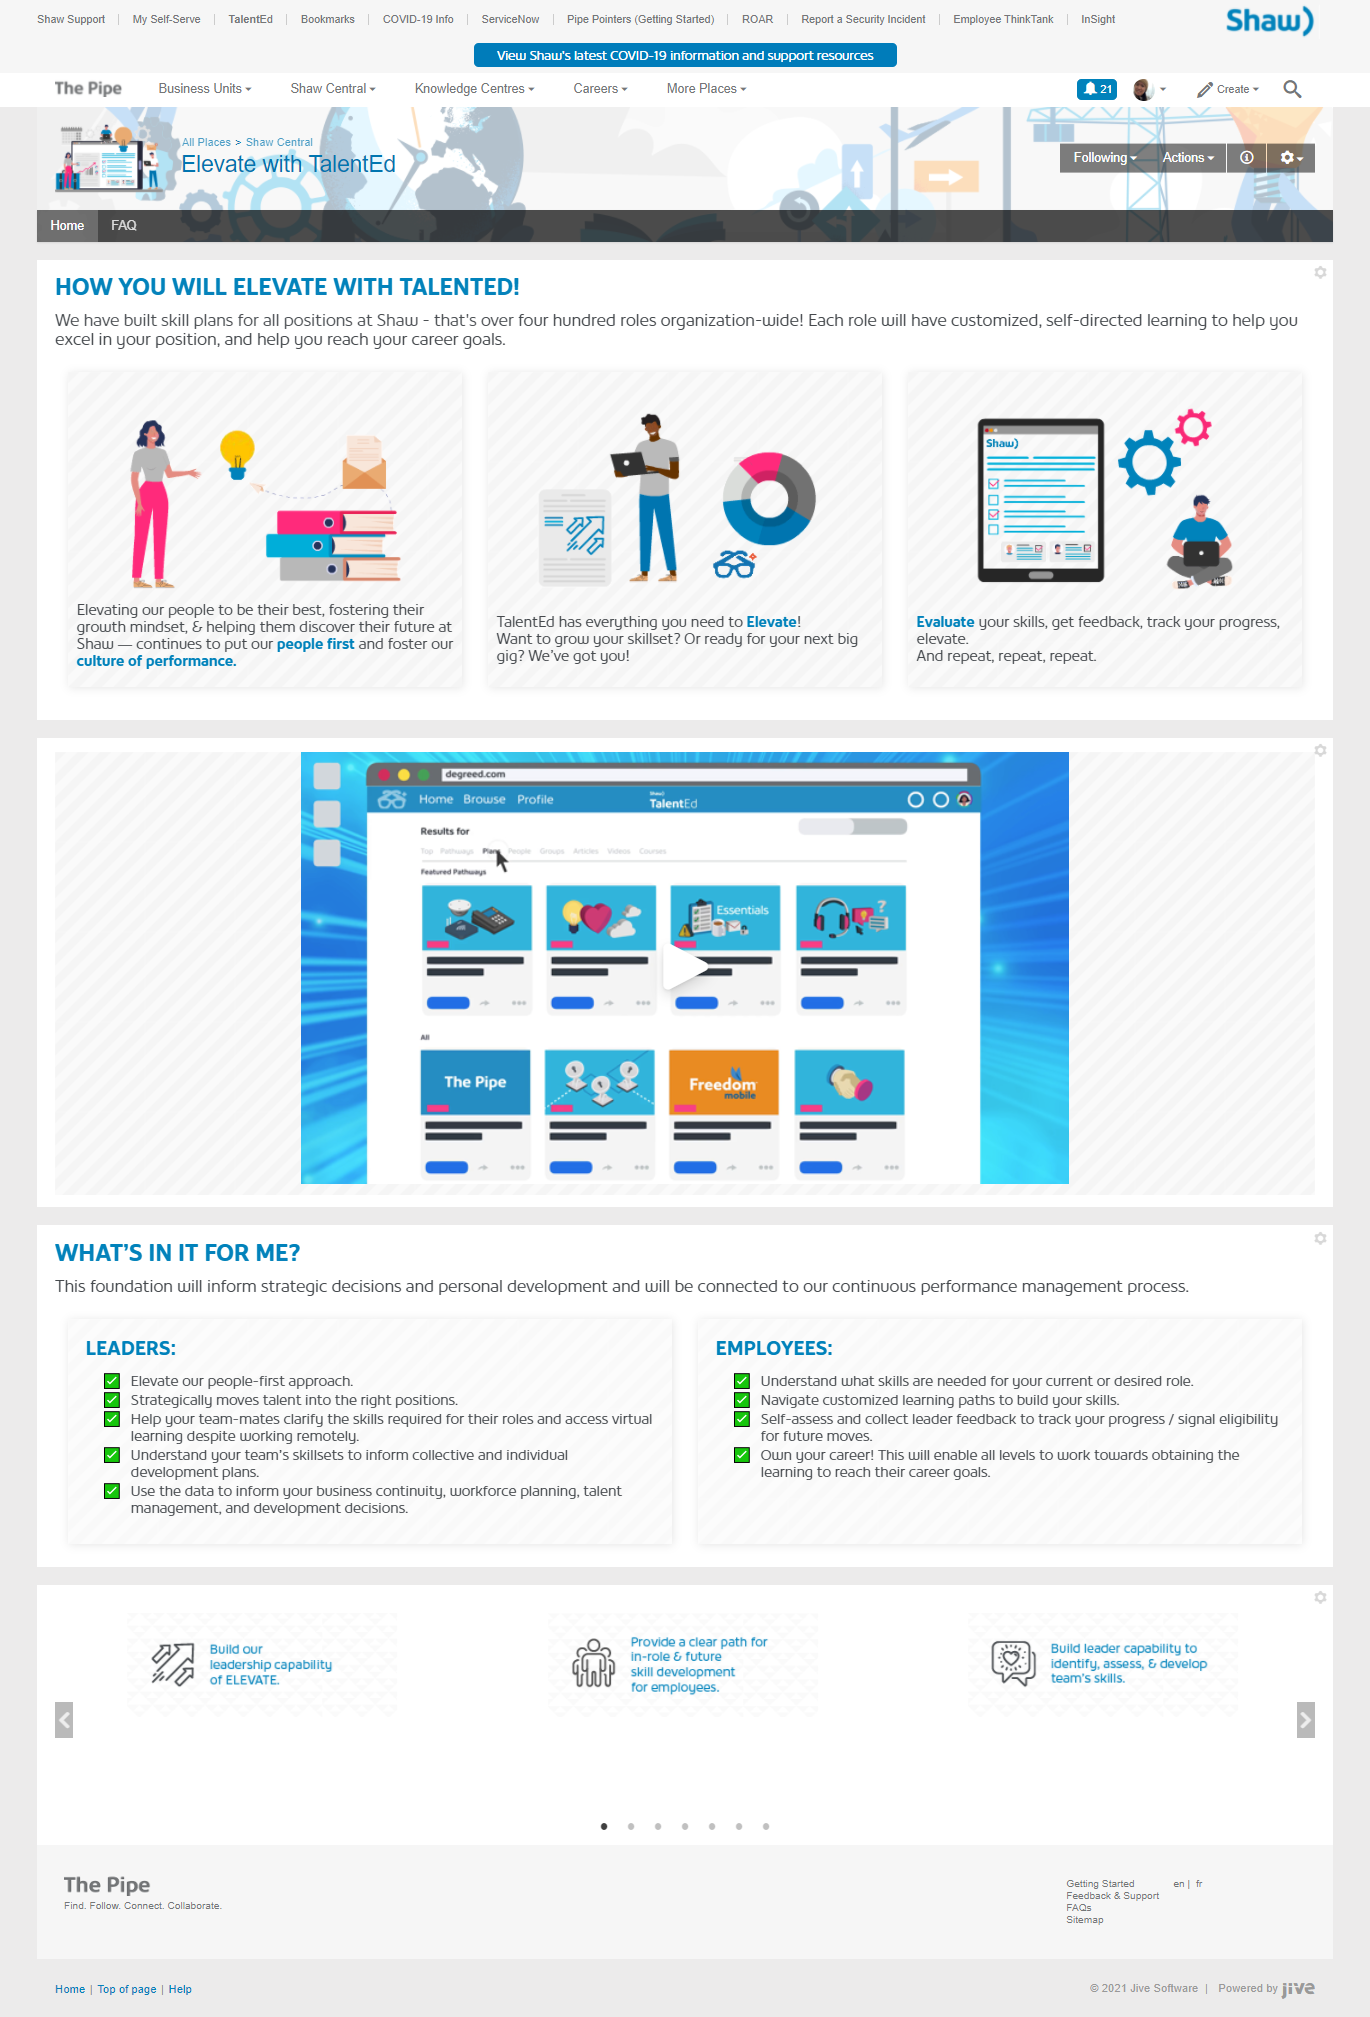 Shaw Support
My Self-Serve
TalentEd
Bookmarks
COVID-19 Info
ServiceNow
Pipe Pointers (Getting Started)
ROAR
Report a Security Incident
Employee ThinkTank
InSight
Shaw)
View Shaw's latest COVID-19 information and support resources
The Pipe
Business Units
Shaw Central
Knowledge Centres
Careers
More Places
21
Create
All Places > Shaw Central
Elevate with TalentEd
Following
Actions
Home
FAQ
HOW YOU WILL ELEVATE WITH TALENTED!
We have built skill plans for all positions at Shaw - that's over four hundred roles organization-wide! Each role will have customized, self-directed learning to help you
excel in your position, and help you reach your career goals.
Shaw)
Elevating our people to be their best, fostering their
growth mindset, & helping them discover their future at
Shaw — continues to put our people first and foster our
culture of performance.
TalentEd has everything you need to Elevate!
Want to grow your skillset? Or ready for your next big
gig? We've got you!
Evaluate your skills, get feedback, track your progress,
elevate.
And repeat, repeat, repeat.
degreed.com
Home Browse Profile
Shaw)
TalentEd
Results for
Top Pathways Plans People Groups Articles Videos Courses
Featured Pathways
Essentials
All
The Pipe
Freedom
mobile
WHAT'S IN IT FOR ME?
This foundation will inform strategic decisions and personal development and will be connected to our continuous performance management process.
LEADERS:
Elevate our people-first approach.
Strategically moves talent into the right positions.
Help your team-mates clarify the skills required for their roles and access virtual
learning despite working remotely.
Understand your team's skillsets to inform collective and individual
development plans.
Use the data to inform your business continuity, workforce planning, talent
management, and development decisions.
EMPLOYEES:
Understand what skills are needed for your current or desired role.
Navigate customized learning paths to build your skills.
Self-assess and collect leader feedback to track your progress / signal eligibility
for future moves.
Own your career! This will enable all levels to work towards obtaining the
learning to reach their career goals.
Build our
leadership capability
of ELEVATE.
Provide a clear path for
in-role & future
skill development
for employees.
Build leader capability to
identify, assess, & develop
team's skills.
The Pipe
Find. Follow. Connect. Collaborate.
Getting Started
Feedback & Support
FAQs
Sitemap
en | fr
Home | Top of page | Help
© 2021 Jive Software | Powered by jive